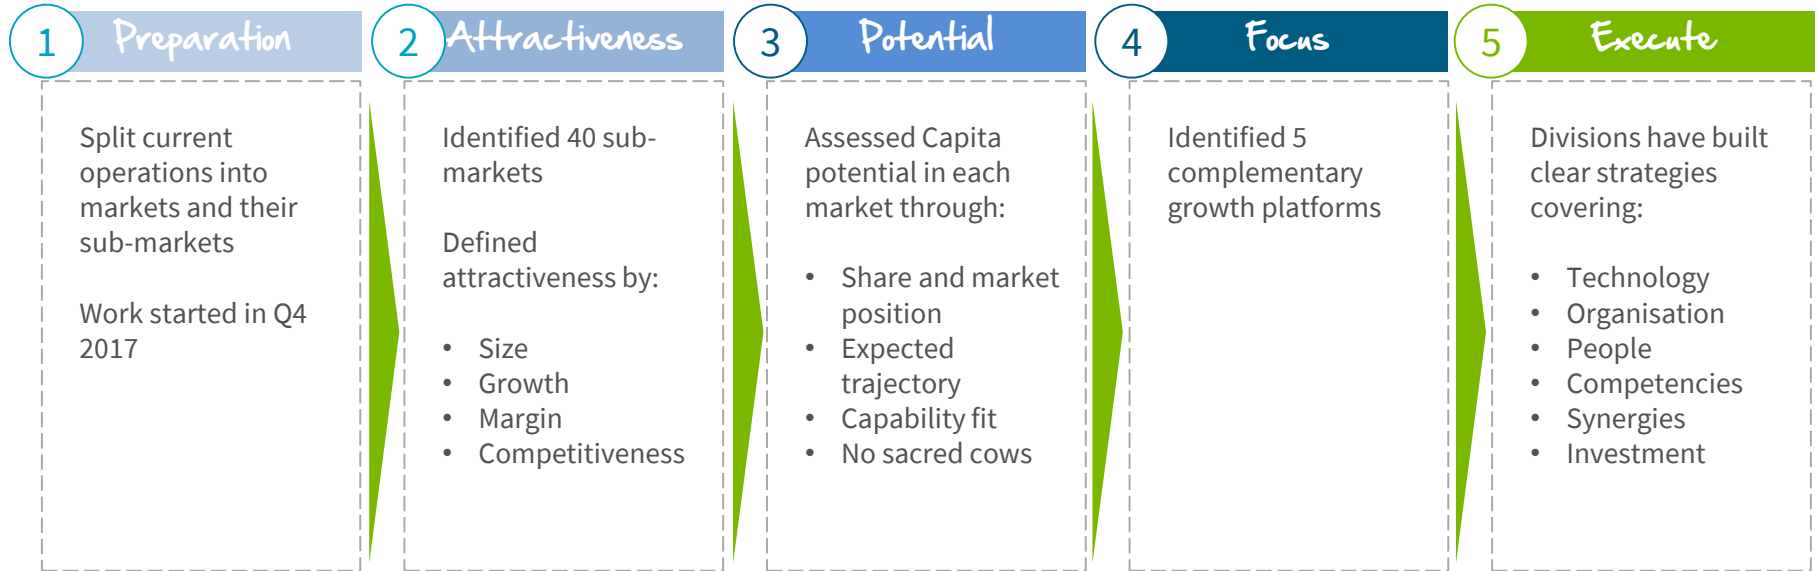 1 Preparation
Split current
operations into
markets and their
sub-markets
Work started in Q4
2017
2 Attractiveness
Identified 40 sub-
markets
Defined
attractiveness by:
• Size
• Growth
• Margin
• Competitiveness
3 Potential
Assessed Capita
potential in each
market through:
• Share and market
position
• Expected
trajectory
• Capability fit
• No sacred cows
4 Focus
Identified 5
complementary
growth platforms
5 Execute
Divisions have built
clear strategies
covering:
• Technology
• Organisation
• People
• Competencies
• Synergies
• Investment